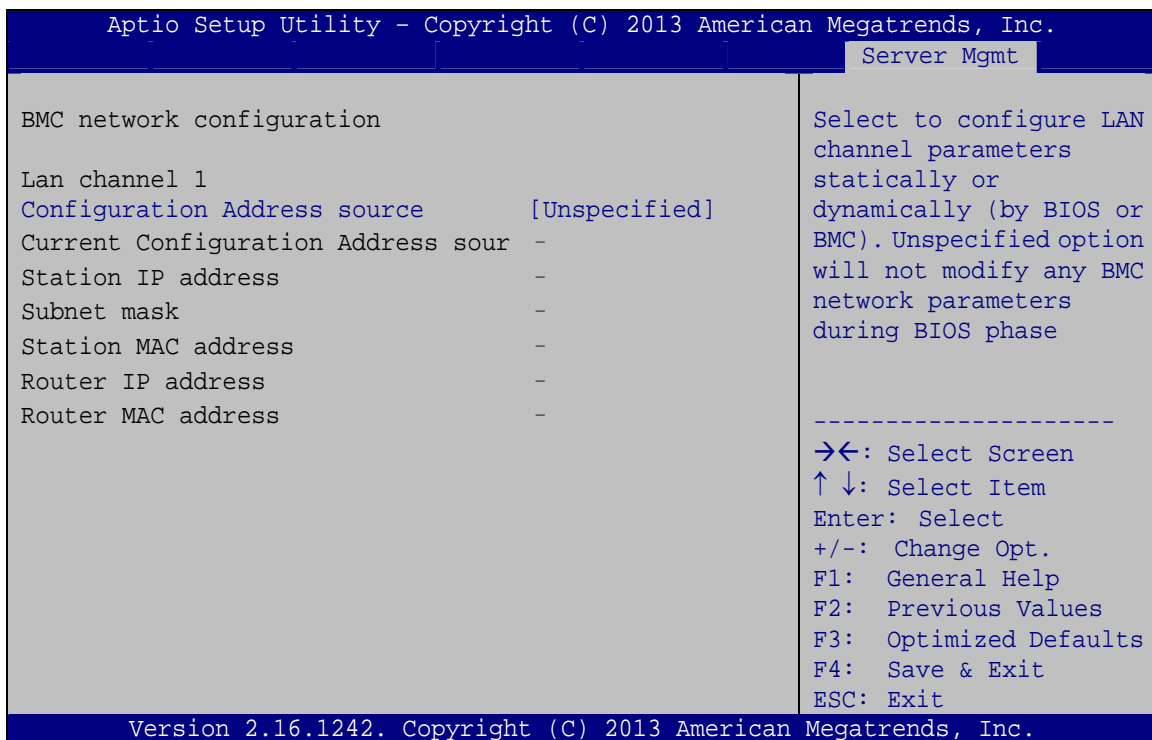 Aptio Setup Utility – Copyright (C) 2013 American Megatrends, Inc.
Server Mgmt
BMC network configuration
Lan channel 1
Configuration Address source [Unspecified]
Current Configuration Address sour -
Station IP address -
Subnet mask -
Station MAC address -
Router IP address -
Router MAC address -
Select to configure LAN
channel parameters
statically or
dynamically (by BIOS or
BMC). Unspecified option
will not modify any BMC
network parameters
during BIOS phase
---------------------
→←: Select Screen
↑ ↓: Select Item
Enter: Select
+/-: Change Opt.
F1: General Help
F2: Previous Values
F3: Optimized Defaults
F4: Save & Exit
ESC: Exit
Version 2.16.1242. Copyright (C) 2013 American Megatrends, Inc.